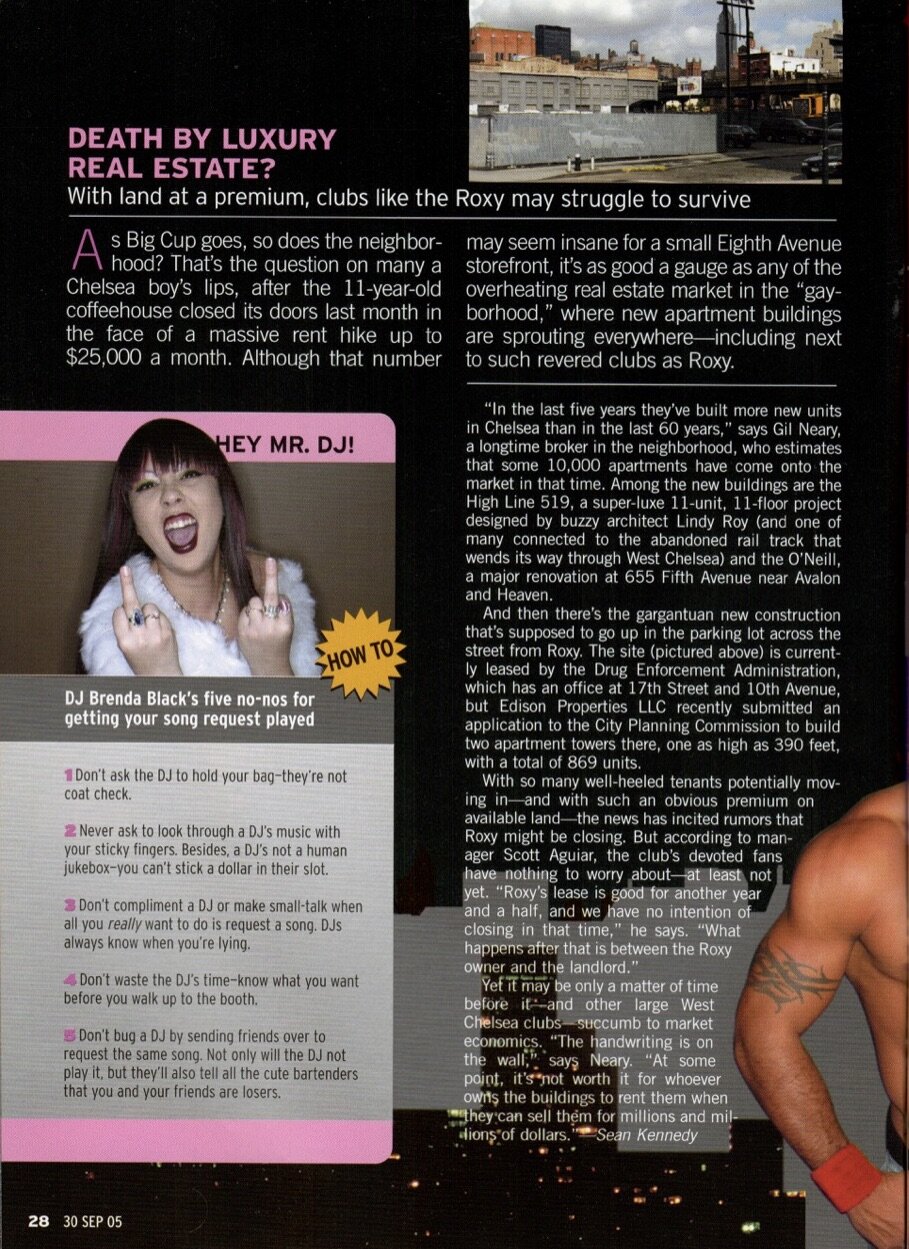 DEATH BY LUXURY
REAL ESTATE?
With land at a premium, clubs like the Roxy may struggle to survive
As Big Cup goes, so does the neighbor-
hood? That's the question on many a
Chelsea boy's lips, after the 11-year-old
coffeehouse closed its doors last month in
the face of a massive rent hike up to
$25,000 a month. Although that number
may seem insane for a small Eighth Avenue
storefront, it's as good a gauge as any of the
overheating real estate market in the “gay-
borhood,” where new apartment buildings
are sprouting everywhere—including next
to such revered clubs as Roxy.
“In the last five years they've built more new units
in Chelsea than in the last 60 years,” says Gil Neary,
a longtime broker in the neighborhood, who estimates
that some 10,000 apartments have come onto the
market in that time. Among the new buildings are the
High Line 519, a super-luxe 11-unit, 11-floor project
designed by buzzy architect Lindy Roy (and one of
many connected to the abandoned rail track that
wends its way through West Chelsea) and the O'Neill,
a major renovation at 655 Fifth Avenue near Avalon
and Heaven.
And then there's the gargantuan new construction
that's supposed to go up in the parking lot across the
street from Roxy. The site (pictured above) is current-
ly leased by the Drug Enforcement Administration,
which has an office at 17th Street and 10th Avenue,
but Edison Properties LLC recently submitted an
application to the City Planning Commission to build
two apartment towers there, one as high as 390 feet,
with a total of 869 units.
With so many well-heeled tenants potentially mov-
ing in—and with such an obvious premium on
available land—the news has incited rumors that
Roxy might be closing. But according to man-
ager Scott Aguiar, the club's devoted fans
have nothing to worry about—at least not
yet. “Roxy's lease is good for another year
and a half, and we have no intention of
closing in that time,” he says. “What
happens after that is between the Roxy
owner and the landlord.”
Yet it may be only a matter of time
before it—and other large West
Chelsea clubs—succumb to market
economics. “The handwriting is on
the wall,” says Neary. “At some
point, it's not worth it for whoever
owns the buildings to rent them when
they can sell them for millions and mil-
lions of dollars.” —Sean Kennedy
HEY MR. DJ!
HOW TO
DJ Brenda Black's five no-nos for
getting your song request played
1 Don't ask the DJ to hold your bag—they're not
coat check.
2 Never ask to look through a DJ's music with
your sticky fingers. Besides, a DJ's not a human
jukebox—you can't stick a dollar in their slot.
3 Don't compliment a DJ or make small-talk when
all you really want to do is request a song. DJs
always know when you're lying.
4 Don't waste the DJ's time—know what you want
before you walk up to the booth.
5 Don't bug a DJ by sending friends over to
request the same song. Not only will the DJ not
play it, but they'll also tell all the cute bartenders
that you and your friends are losers.
28 30 SEP 05